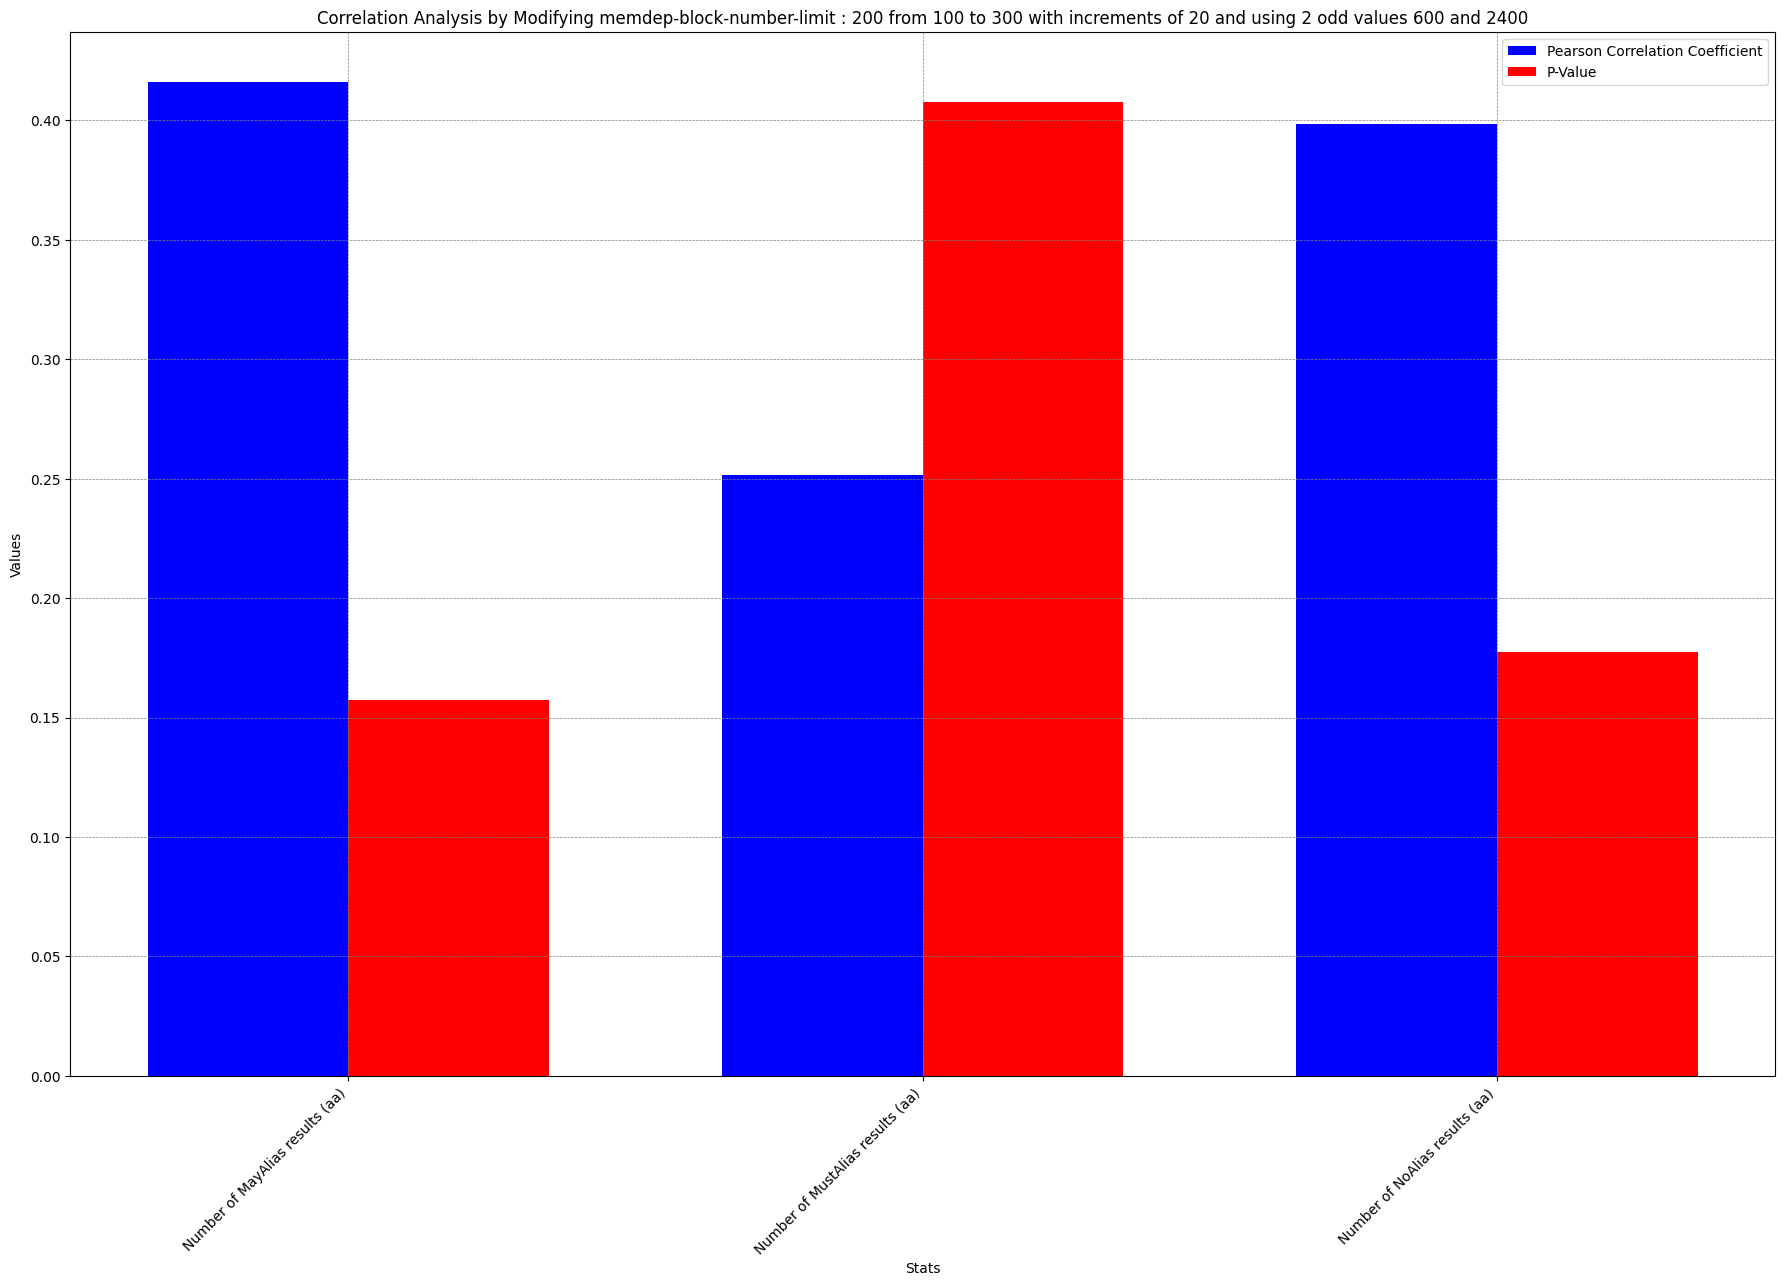 Correlation Analysis by Modifying memdep-block-number-limit : 200 from 100 to 300 with increments of 20 and using 2 odd values 600 and 2400
Pearson Correlation Coefficient
P-Value
Values
0.40
0.35
0.30
0.25
0.20
0.15
0.10
0.05
0.00
Number of MayAlias results (aa)
Number of MustAlias results (aa)
Number of NoAlias results (aa)
Stats